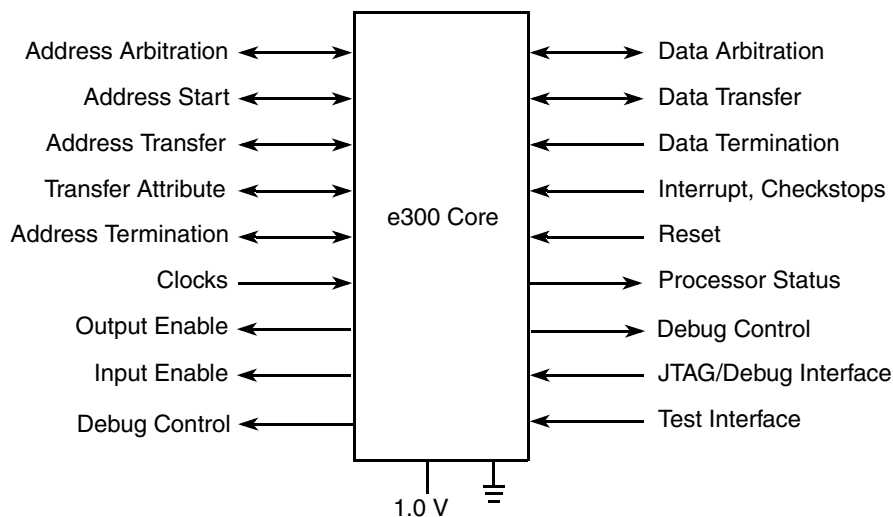 Address Arbitration
Address Start
Address Transfer
Transfer Attribute
Address Termination
Clocks
Output Enable
Input Enable
Debug Control
e300 Core
Data Arbitration
Data Transfer
Data Termination
Interrupt, Checkstops
Reset
Processor Status
Debug Control
JTAG/Debug Interface
Test Interface
1.0 V